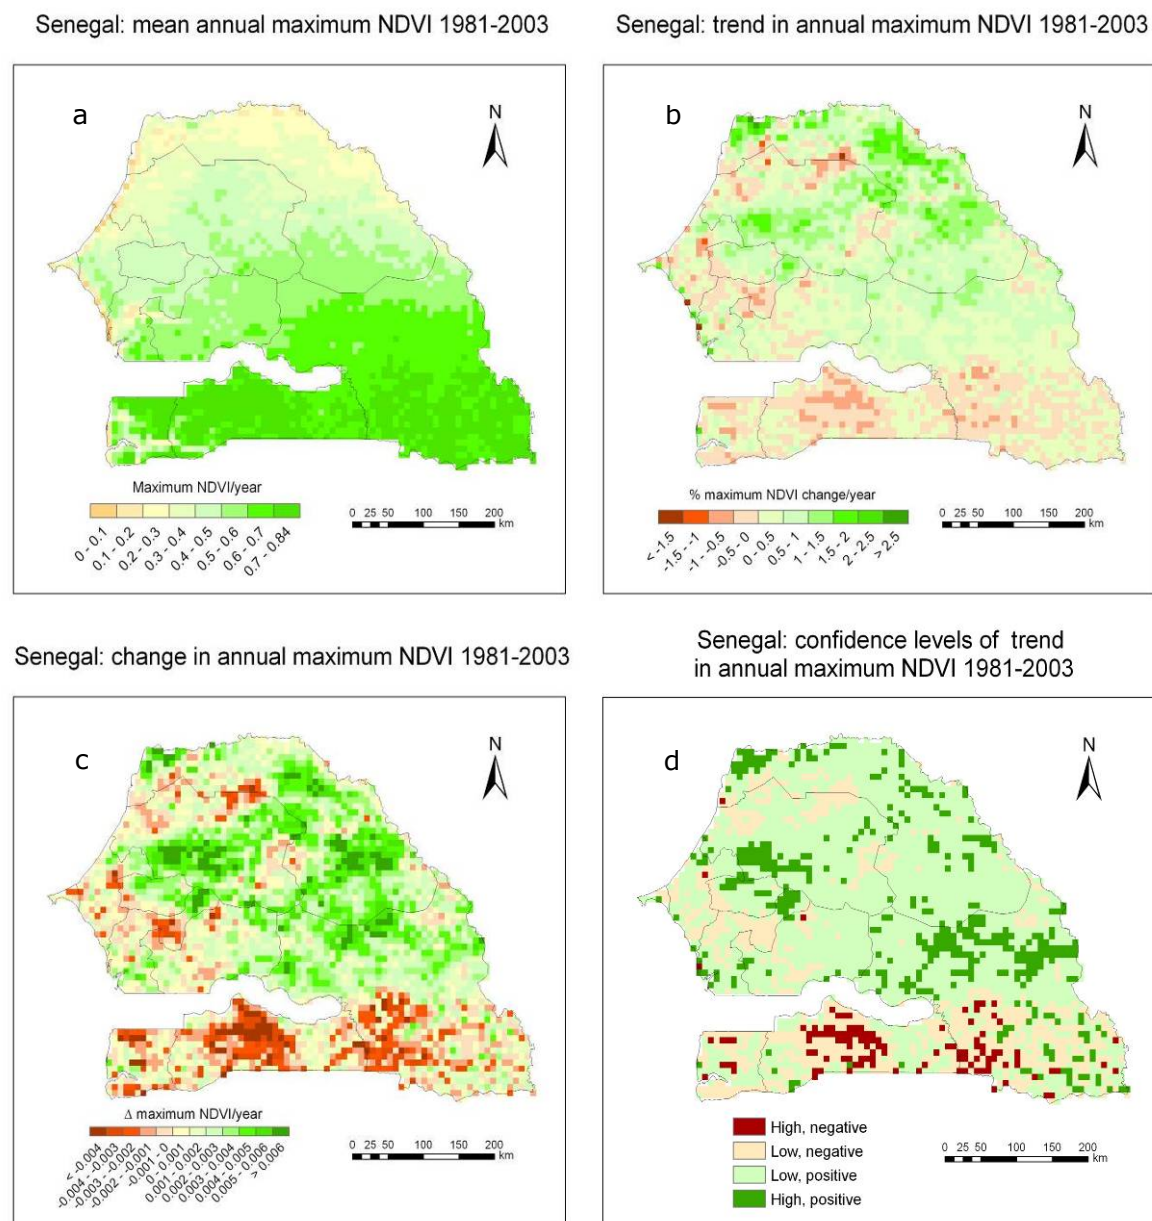 Senegal: mean annual maximum NDVI 1981-2003
a
N
Maximum NDVI/year
0 - 0.1
0.1 - 0.2
0.2 - 0.3
0.3 - 0.4
0.4 - 0.5
0.5 - 0.6
0.6 - 0.7
0.7 - 0.84
0 25 50 100 150 200
km
Senegal: trend in annual maximum NDVI 1981-2003
b
N
% maximum NDVI change/year
< -1.5
-1.5 - -1
-1 - -0.5
-0.5 - 0
0 - 0.5
0.5 - 1
1 - 1.5
1.5 - 2
2 - 2.5
> 2.5
0 25 50 100 150 200
km
Senegal: change in annual maximum NDVI 1981-2003
c
N
Δ maximum NDVI/year
< -0.004
-0.004 - -0.003
-0.003 - -0.002
-0.002 - -0.001
-0.001 - 0
0 - 0.001
0.001 - 0.002
0.002 - 0.003
0.003 - 0.004
0.004 - 0.005
0.005 - 0.006
> 0.006
0 25 50 100 150 200
km
Senegal: confidence levels of trend
in annual maximum NDVI 1981-2003
d
N
High, negative
Low, negative
Low, positive
High, positive
0 25 50 100 150 200
km